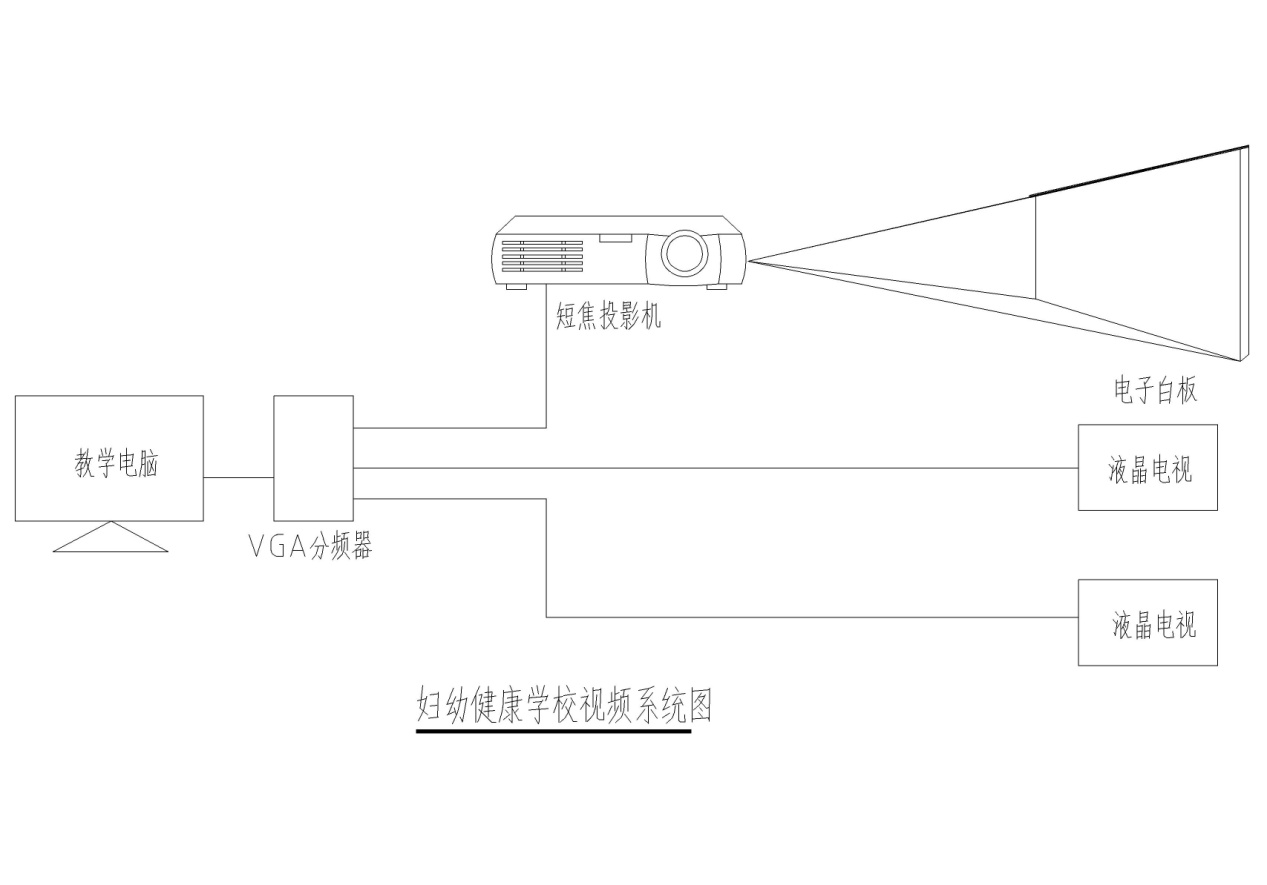 短焦投影机
电子白板
教学电脑
液晶电视
VGA分频器
液晶电视
妇幼健康学校视频系统图